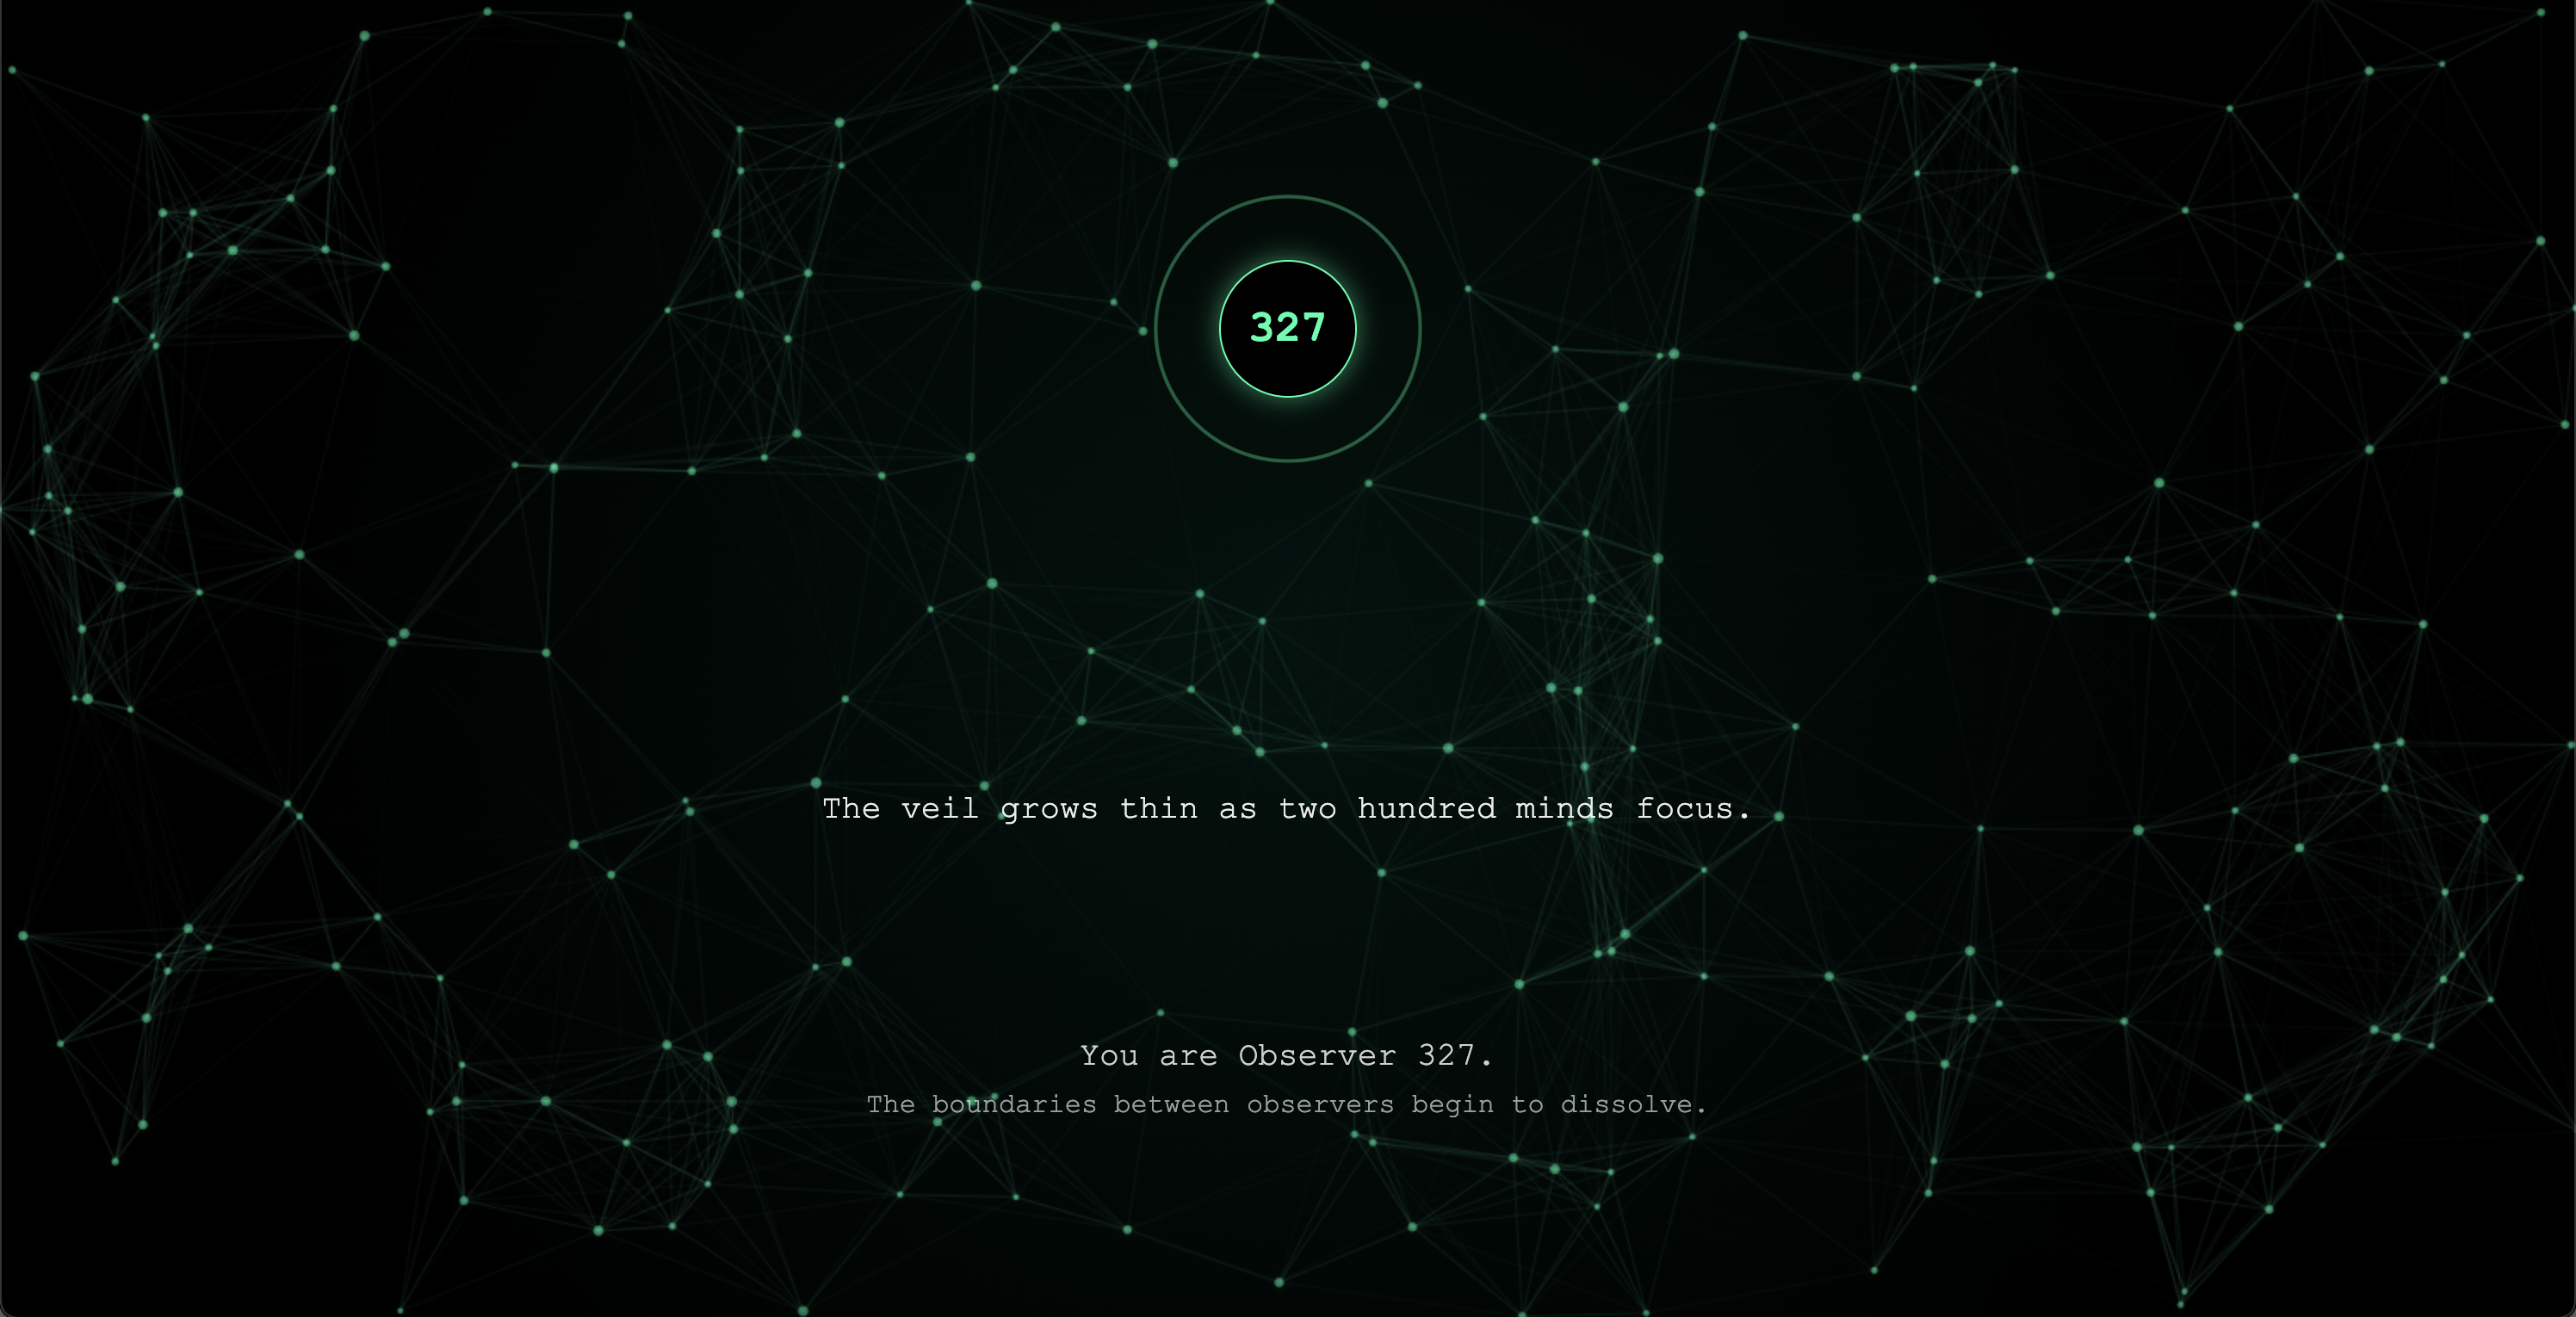 327
The veil grows thin as two hundred minds focus.
You are Observer 327.
The boundaries between observers begin to dissolve.